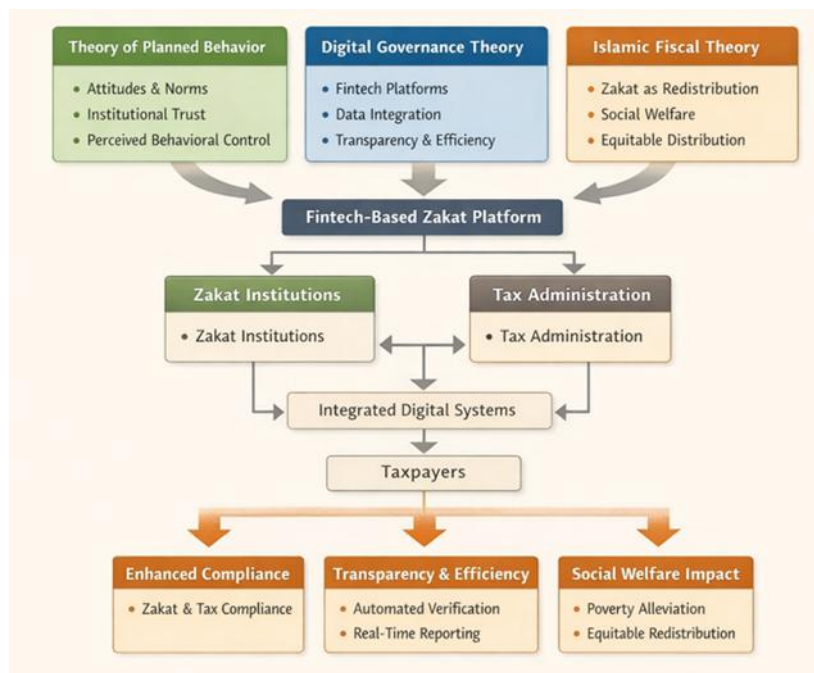 Theory of Planned Behavior
• Attitudes & Norms
• Institutional Trust
• Perceived Behavioral Control
Digital Governance Theory
• Fintech Platforms
• Data Integration
• Transparency & Efficiency
Islamic Fiscal Theory
• Zakat as Redistribution
• Social Welfare
• Equitable Distribution
Fintech-Based Zakat Platform
Zakat Institutions
• Zakat Institutions
Tax Administration
• Tax Administration
Integrated Digital Systems
Taxpayers
Enhanced Compliance
• Zakat & Tax Compliance
Transparency & Efficiency
• Automated Verification
• Real-Time Reporting
Social Welfare Impact
• Poverty Alleviation
• Equitable Redistribution